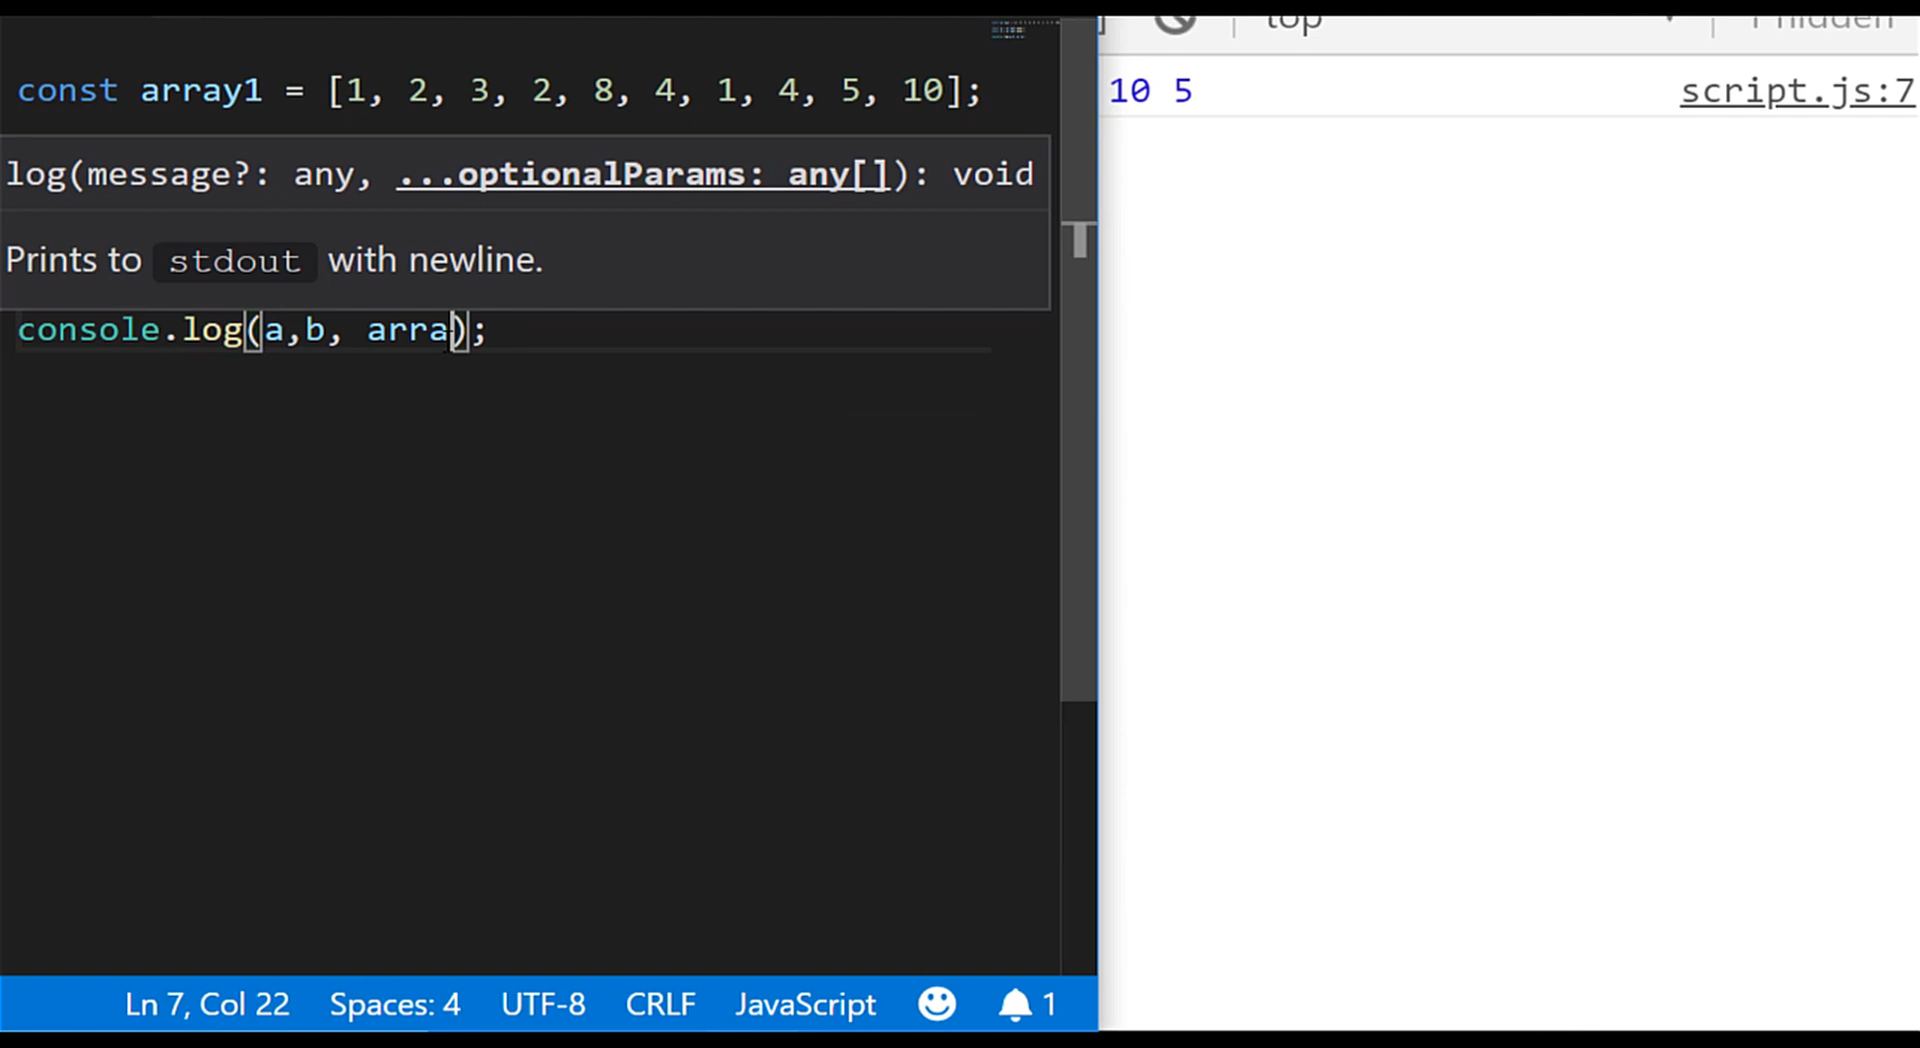 top
1 hidden
const array1 = [1, 2, 3, 2, 8, 4, 1, 4, 5, 10];
10 5
script.js:7
log(message?: any, ...optionalParams: any[]): void
Prints to stdout with newline.
console.log(a,b, arra);
Ln 7, Col 22
Spaces: 4
UTF-8
CRLF
JavaScript
1